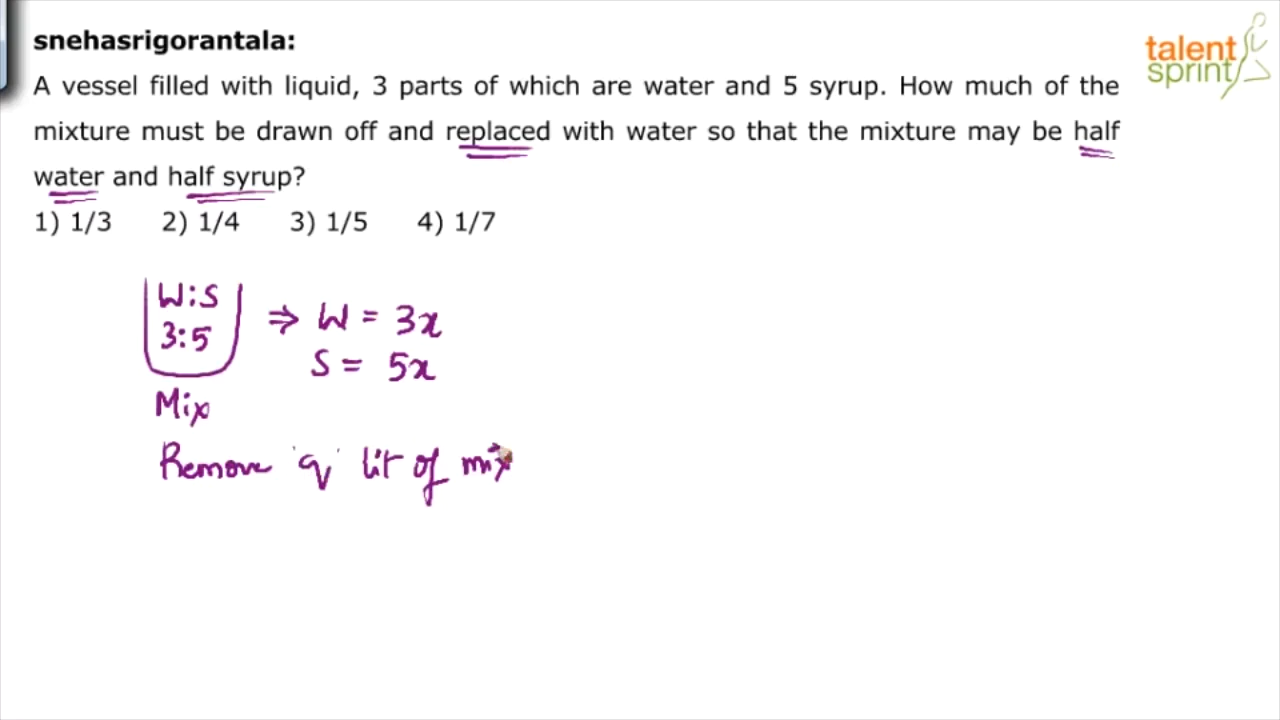 snehasrigorantala:
talent
sprint
A vessel filled with liquid, 3 parts of which are water and 5 syrup. How much of the
mixture must be drawn off and replaced with water so that the mixture may be half
water and half syrup?
1) 1/3 2) 1/4 3) 1/5 4) 1/7
W:S
3:5
⇒ W = 3x
S = 5x
Mix
Remove 'q' lit of mix